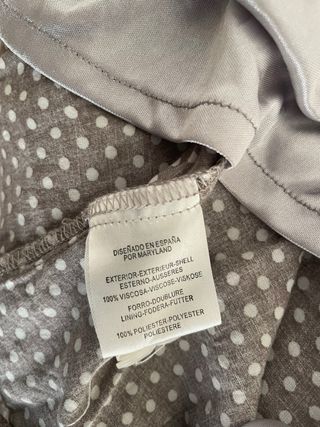 DISEÑADO EN ESPAÑA
POR MARYLAND
EXTERIOR-EXTERIEUR-SHELL
ESTERNO-AUSSERES
100% VISCOSA-VISCOSE-VISKOSE
FORRO-DOUBLURE
LINING-FODERA-FUTTER
100% POLIESTER-POLYESTER
POLIESTERE